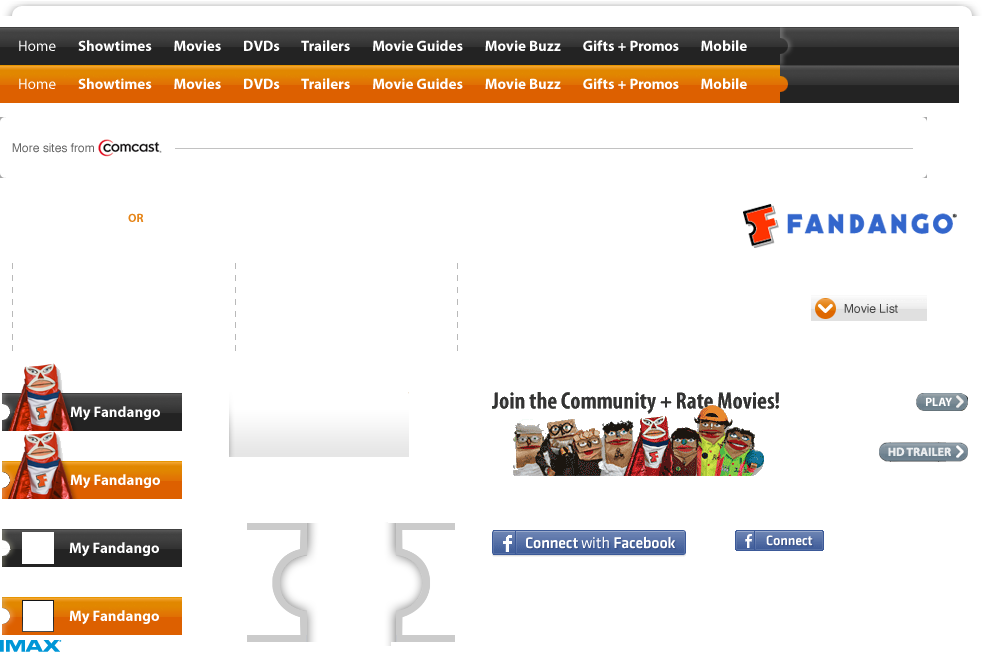 Home Showtimes Movies DVDs Trailers Movie Guides Movie Buzz Gifts + Promos Mobile
Home Showtimes Movies DVDs Trailers Movie Guides Movie Buzz Gifts + Promos Mobile
More sites from comcast.
OR
F FANDANGO
Movie List
F My Fandango
Join the Community + Rate Movies!
PLAY
F
HD TRAILER
F My Fandango
My Fandango
f Connect with Facebook
f Connect
My Fandango
IMAX